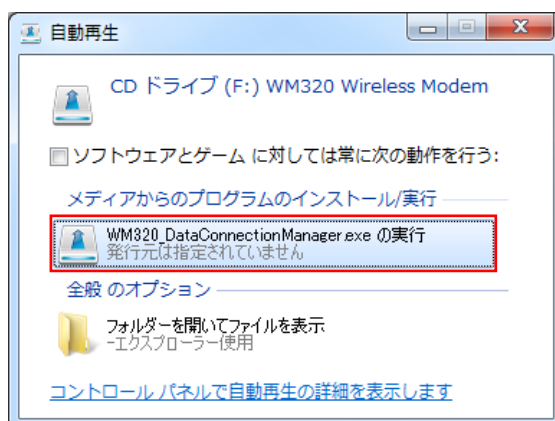 自動再生
CD ドライブ (F:) WM320 Wireless Modem
ソフトウェアとゲーム に対しては常に次の動作を行う:
メディアからのプログラムのインストール/実行
WM320_DataConnectionManager.exe の実行
発行元は指定されていません
全般 のオプション
フォルダーを開いてファイルを表示
-エクスプローラー使用
コントロール パネルで自動再生の詳細を表示します